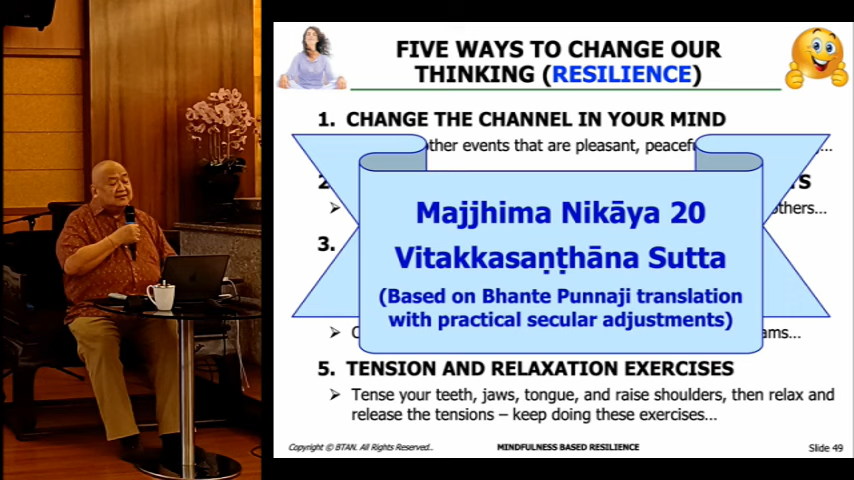 FIVE WAYS TO CHANGE OUR
THINKING (RESILIENCE)
1. CHANGE THE CHANNEL IN YOUR MIND
other events that are pleasant,
2
others...
3.
Majjhima Nikāya 20
Vitakkasaṇṭhāna Sutta
(Based on Bhante Punnaji translation
with practical secular adjustments)
5. TENSION AND RELAXATION EXERCISES
➢ Tense your teeth, jaws, tongue, and raise shoulders, then relax and
release the tensions – keep doing these exercises...
Copyright © BTAN. All Rights Reserved..
MINDFULNESS BASED RESILIENCE
Slide 49